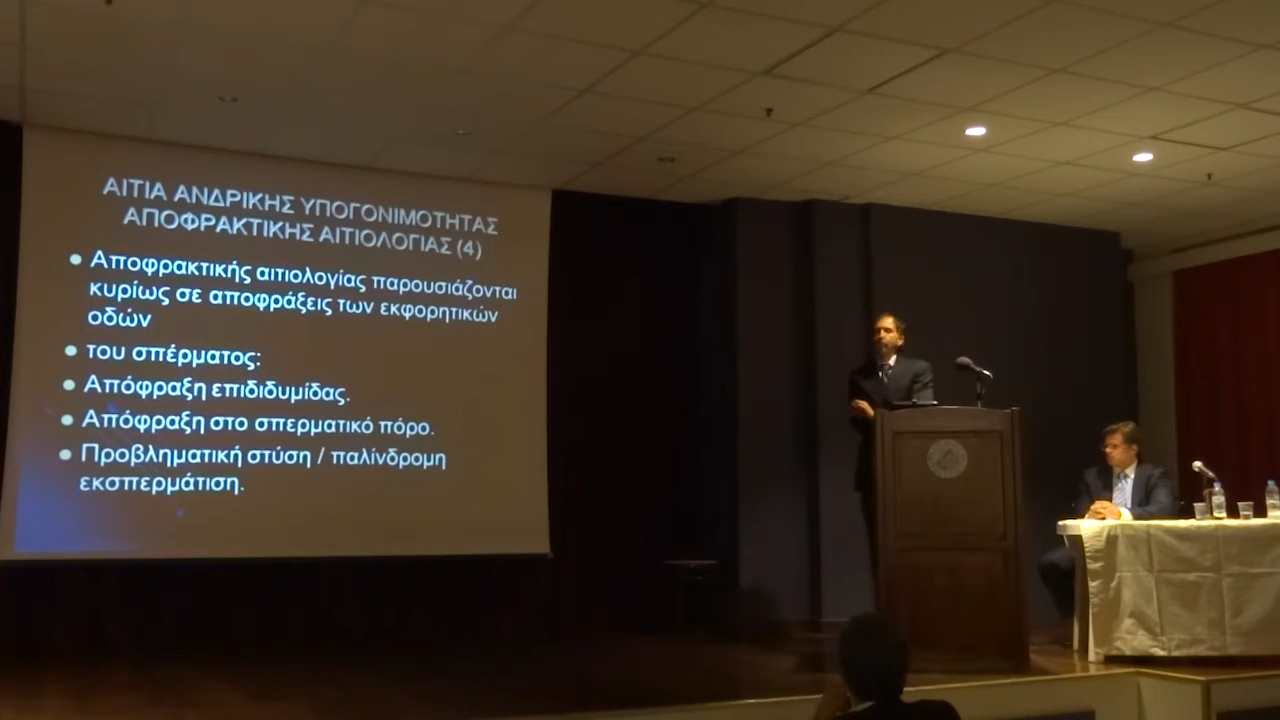 ΑΙΤΙΑ ΑΝΔΡΙΚΗΣ ΥΠΟΓΟΝΙΜΟΤΗΤΑΣ
ΑΠΟΦΡΑΚΤΙΚΗΣ ΑΙΤΙΟΛΟΓΙΑΣ (4)
Αποφρακτικής αιτιολογίας παρουσιάζονται
κυρίως σε αποφράξεις των εκφορητικών
οδών
του σπέρματος:
Απόφραξη επιδιδυμίδας.
Απόφραξη στο σπερματικό πόρο.
Προβληματική στύση / παλίνδρομη
εκσπερμάτιση.